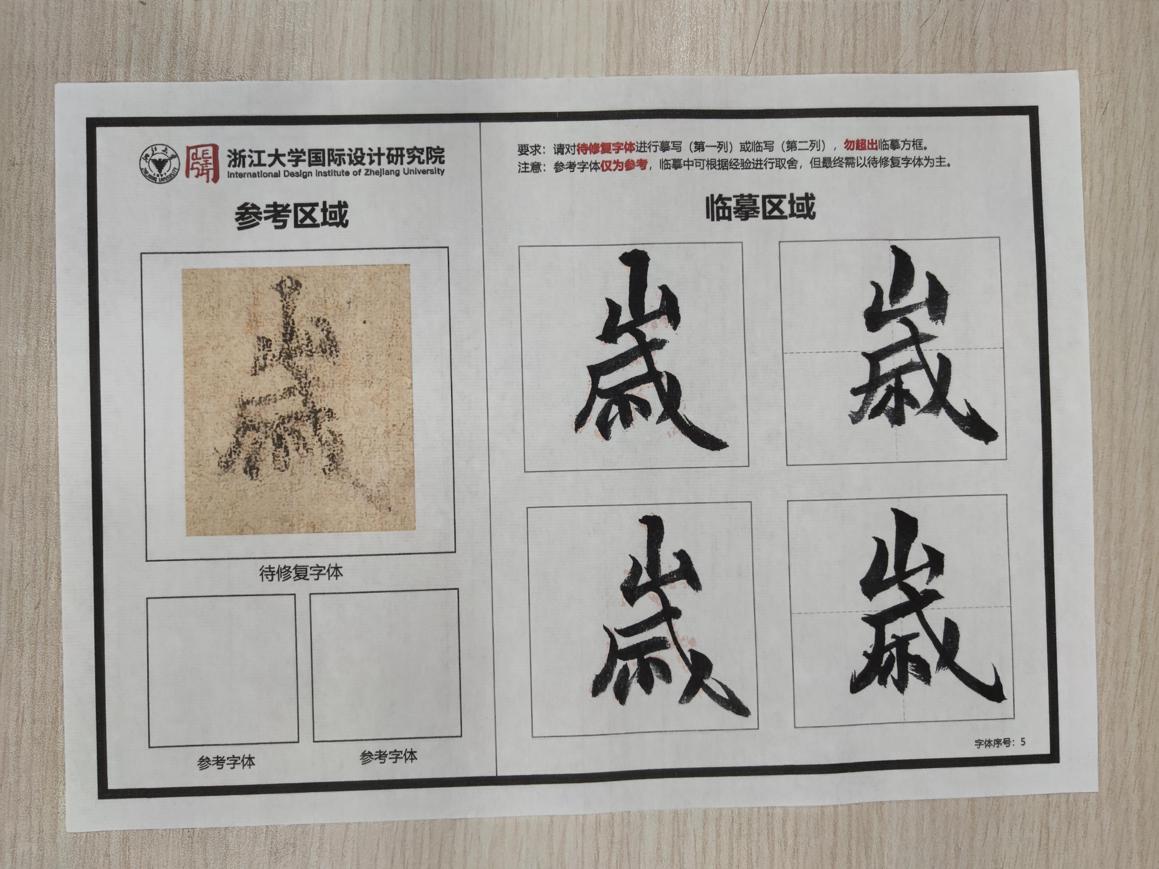 浙江大学国际设计研究院
International Design Institute of Zhejiang University
参考区域
待修复字体
参考字体
参考字体
要求：请对待修复字体进行摹写（第一列）或临写（第二列），勿超出临摹方框。
注意：参考字体仅为参考，临摹中可根据经验进行取舍，但最终需以待修复字体为主。
临摹区域
歳
歳
歳
歳
歳
字体序号：5